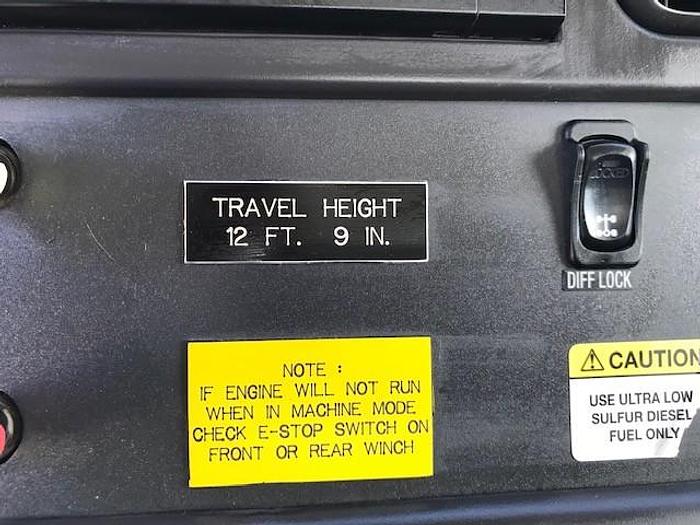 TRAVEL HEIGHT
12 FT. 9 IN.
LOCKED
DIFF LOCK
NOTE :
IF ENGINE WILL NOT RUN
WHEN IN MACHINE MODE
CHECK E-STOP SWITCH ON
FRONT OR REAR WINCH
CAUTION
USE ULTRA LOW
SULFUR DIESEL
FUEL ONLY